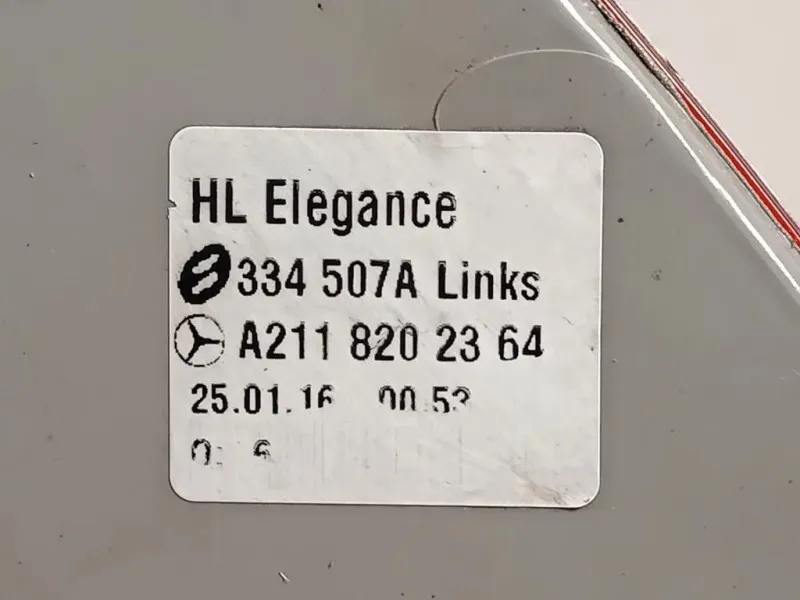 HL Elegance
334 507A Links
A211 820 23 64
25.01.16 00.53